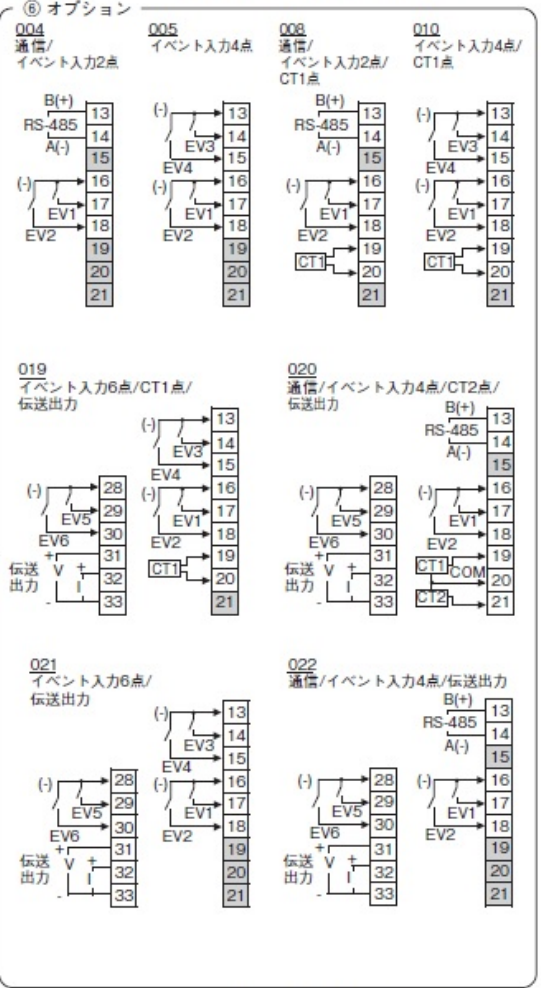 ⑥ オプション
004
通信/
イベント入力2点
B(+)
RS-485
A(-)
13
14
15
(-)
16
17
EV1
18
EV2
19
20
21
005
イベント入力4点
(-)
13
14
EV3
15
EV4
(-)
16
17
EV1
18
EV2
19
20
21
008
通信/
イベント入力2点/
CT1点
B(+)
RS-485
A(-)
13
14
15
(-)
16
17
EV1
18
EV2
19
CT1
20
21
010
イベント入力4点/
CT1点
(-)
13
14
EV3
15
EV4
(-)
16
17
EV1
18
EV2
19
CT1
20
21
019
イベント入力6点/CT1点/
伝送出力
(-)
28
29
EV5
30
EV6
伝送
出力
+
V
+
I
-
31
32
33
(-)
13
14
EV3
15
EV4
(-)
16
17
EV1
18
EV2
19
CT1
20
21
020
通信/イベント入力4点/CT2点/
伝送出力
(-)
28
29
EV5
30
EV6
伝送
出力
+
V
+
I
-
31
32
33
B(+)
RS-485
A(-)
13
14
15
(-)
16
17
EV1
18
EV2
19
CT1
COM
20
CT2
21
021
イベント入力6点/
伝送出力
(-)
28
29
EV5
30
EV6
伝送
出力
+
V
+
I
-
31
32
33
(-)
13
14
EV3
15
EV4
(-)
16
17
EV1
18
EV2
19
20
21
022
通信/イベント入力4点/伝送出力
(-)
28
29
EV5
30
EV6
伝送
出力
+
V
+
I
-
31
32
33
B(+)
RS-485
A(-)
13
14
15
(-)
16
17
EV1
18
EV2
19
20
21